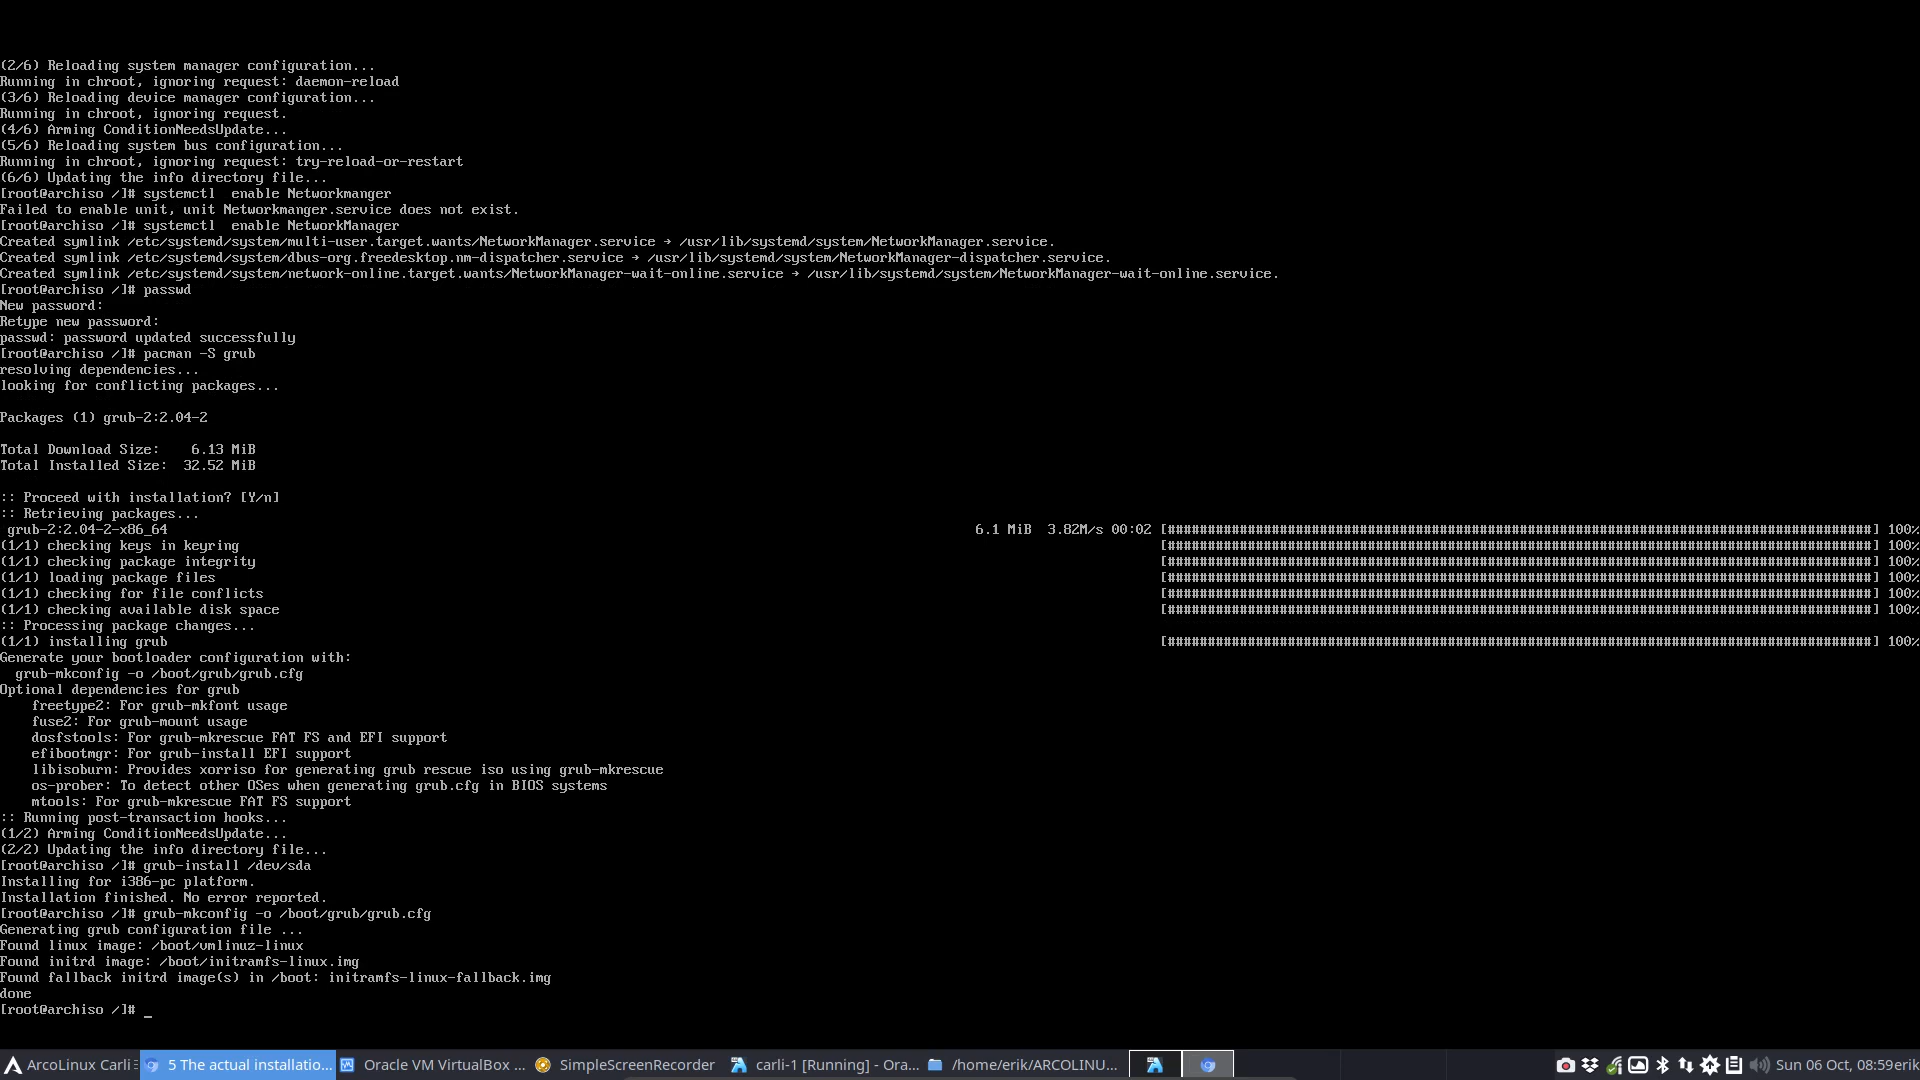 (2/6) Reloading system manager configuration...
Running in chroot, ignoring request: daemon-reload
(3/6) Reloading device manager configuration...
Running in chroot, ignoring request.
(4/6) Arming ConditionNeedsUpdate...
(5/6) Reloading system bus configuration...
Running in chroot, ignoring request: try-reload-or-restart
(6/6) Updating the info directory file...
[root@archiso /]# systemctl  enable Networkmanger
Failed to enable unit, unit Networkmanger.service does not exist.
[root@archiso /]# systemctl  enable NetworkManager
Created symlink /etc/systemd/system/multi-user.target.wants/NetworkManager.service → /usr/lib/systemd/system/NetworkManager.service.
Created symlink /etc/systemd/system/dbus-org.freedesktop.nm-dispatcher.service → /usr/lib/systemd/system/NetworkManager-dispatcher.service.
Created symlink /etc/systemd/system/network-online.target.wants/NetworkManager-wait-online.service → /usr/lib/systemd/system/NetworkManager-wait-online.service.
[root@archiso /]# passwd
New password:
Retype new password:
passwd: password updated successfully
[root@archiso /]# pacman -S grub
resolving dependencies...
looking for conflicting packages...
Packages (1) grub-2:2.04-2
Total Download Size:    6.13 MiB
Total Installed Size:  32.52 MiB
:: Proceed with installation? [Y/n]
:: Retrieving packages...
grub-2:2.04-2-x86_64 6.1 MiB  3.82M/s 00:02 [#########################################################################################] 100%
(1/1) checking keys in keyring [#########################################################################################] 100%
(1/1) checking package integrity [#########################################################################################] 100%
(1/1) loading package files [#########################################################################################] 100%
(1/1) checking for file conflicts [#########################################################################################] 100%
(1/1) checking available disk space [#########################################################################################] 100%
:: Processing package changes...
(1/1) installing grub [#########################################################################################] 100%
Generate your bootloader configuration with:
grub-mkconfig -o /boot/grub/grub.cfg
Optional dependencies for grub
freetype2: For grub-mkfont usage
fuse2: For grub-mount usage
dosfstools: For grub-mkrescue FAT FS and EFI support
efibootmgr: For grub-install EFI support
libisoburn: Provides xorriso for generating grub rescue iso using grub-mkrescue
os-prober: To detect other OSes when generating grub.cfg in BIOS systems
mtools: For grub-mkrescue FAT FS support
:: Running post-transaction hooks...
(1/2) Arming ConditionNeedsUpdate...
(2/2) Updating the info directory file...
[root@archiso /]# grub-install /dev/sda
Installing for i386-pc platform.
Installation finished. No error reported.
[root@archiso /]# grub-mkconfig -o /boot/grub/grub.cfg
Generating grub configuration file ...
Found linux image: /boot/vmlinuz-linux
Found initrd image: /boot/initramfs-linux.img
Found fallback initrd image(s) in /boot: initramfs-linux-fallback.img
done
[root@archiso /]# _
ArcoLinux Carli 5 The actual installatio... Oracle VM VirtualBox ... SimpleScreenRecorder carli-1 [Running] - Ora... /home/erik/ARCOLINU... Sun 06 Oct, 08:59 erik